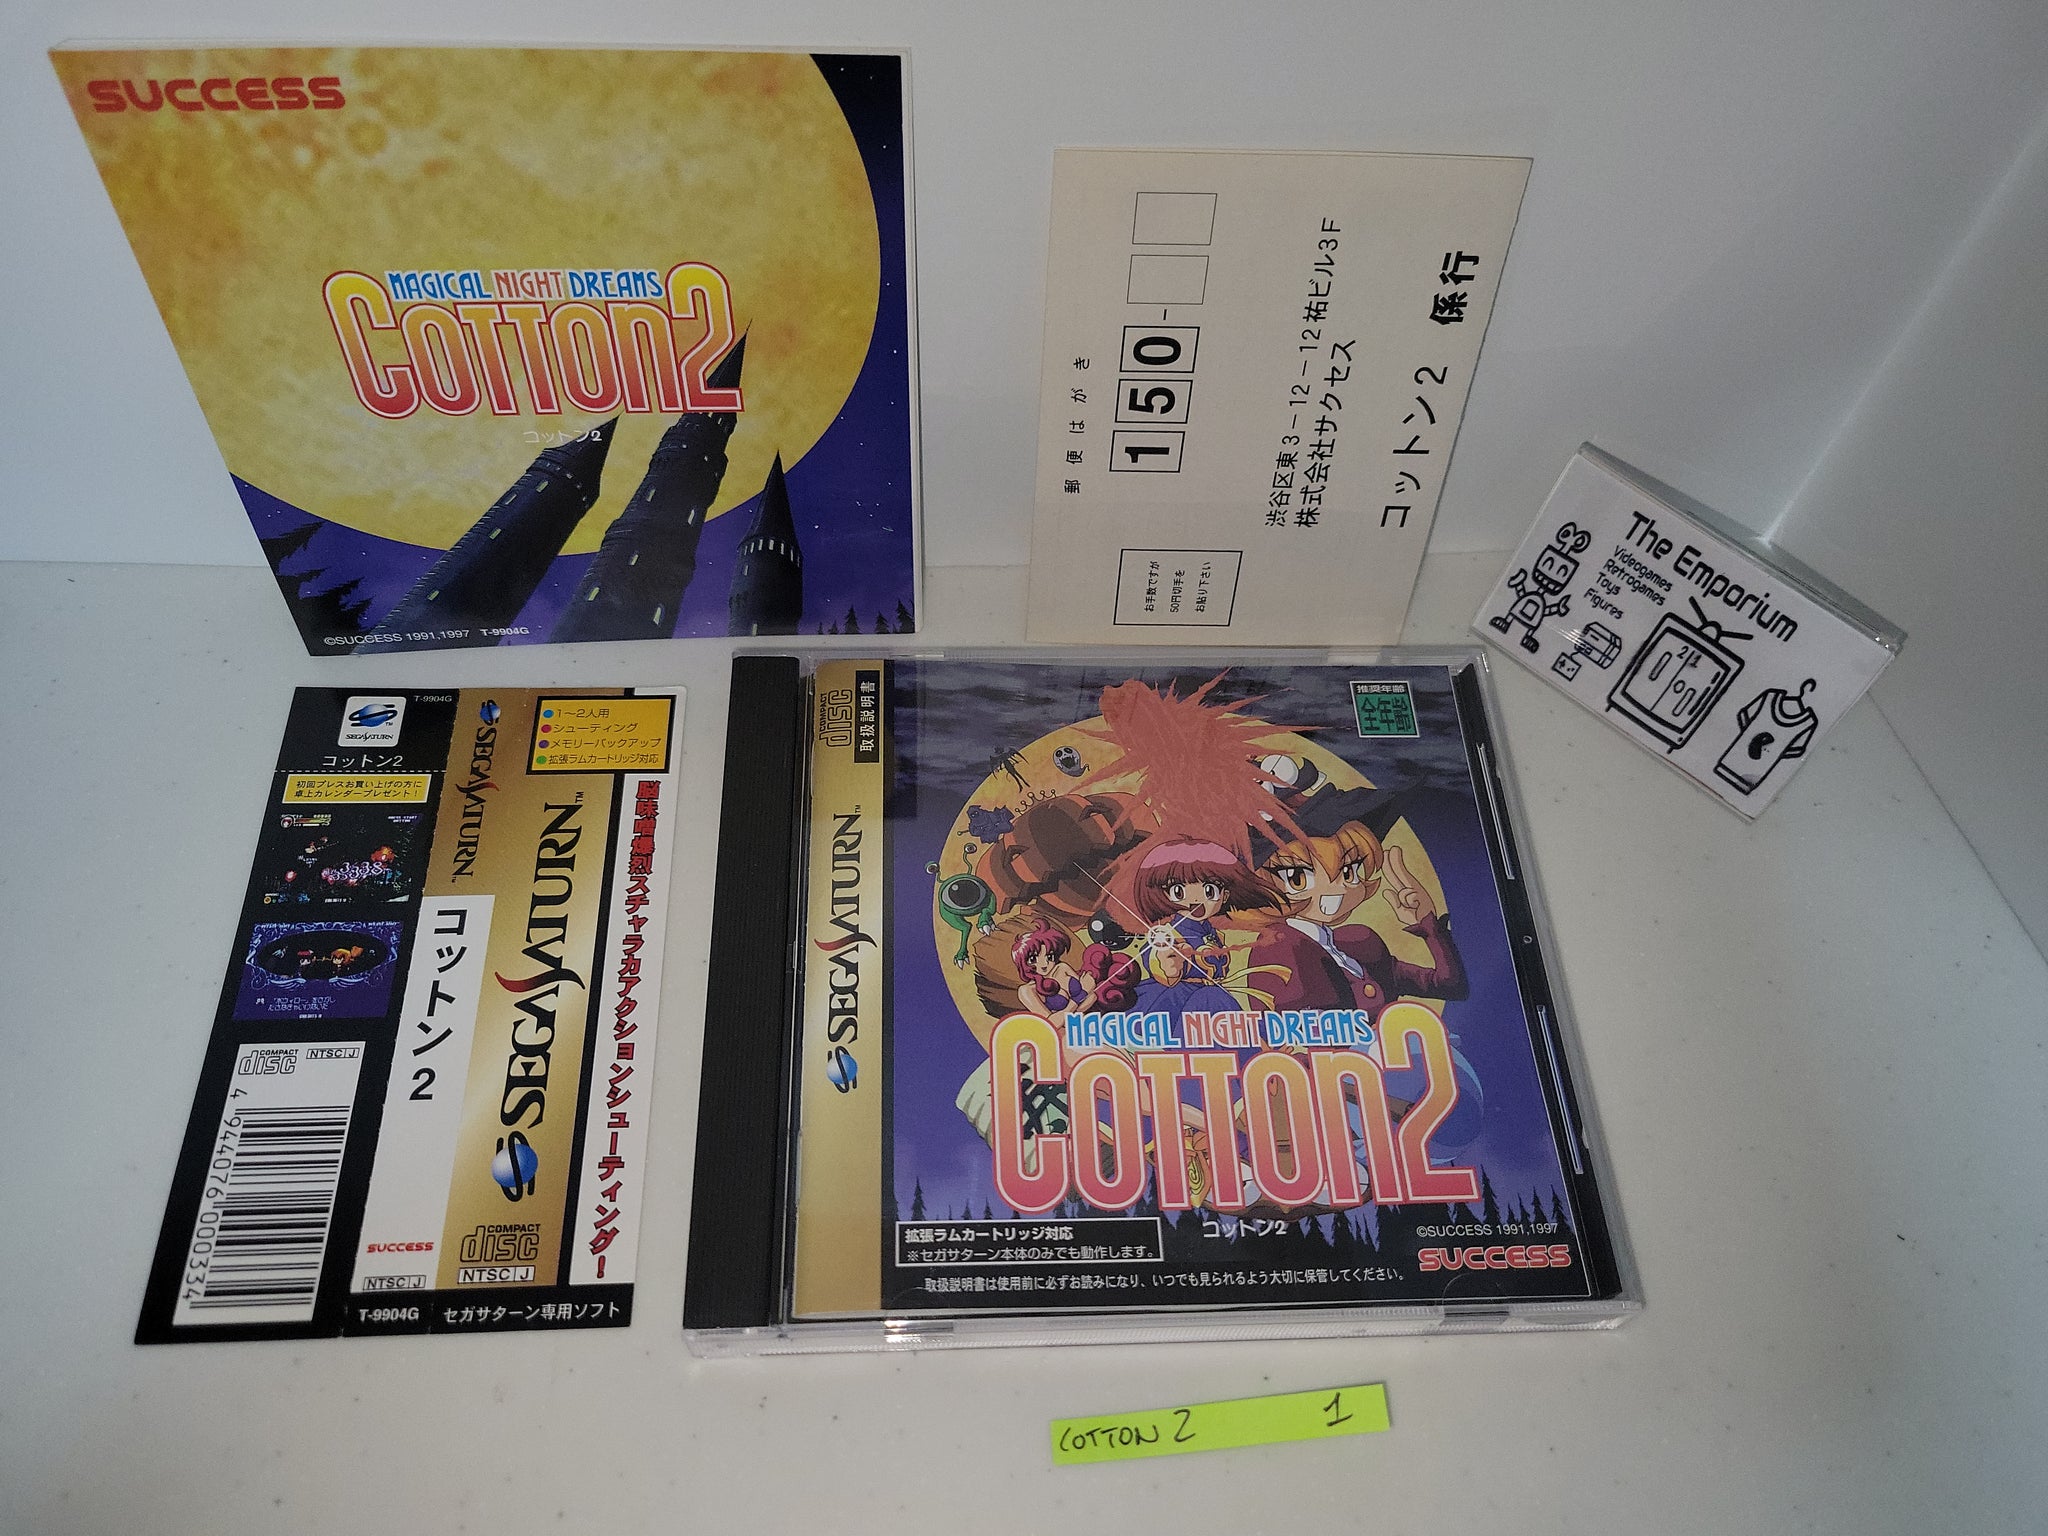 SUCCESS
MAGICAL NIGHT DREAMS
COTTON2
コットン2
©SUCCESS 1991,1997 T-9904G
郵便はがき
150-
渋谷区東3-12-12祐ビル3F
株式会社サクセス
コットン2 係行
お手数ですが
50円切手を
お貼り下さい
The Emporium
Videogames
Retrogames
Toys
Figures
T-9904G
SEGA SATURN
コットン2
初回プレスお買い上げの方に
卓上カレンダープレゼント!
COMPACT
disc
NTSC J
4 944076 000334
SEGA SATURN™
コットン2
SUCCESS
NTSC J
T-9904G
1〜2人用
シューティング
メモリーバックアップ
拡張ラムカートリッジ対応
SEGA SATURN™
COMPACT
disc
NTSC J
セガサターン専用ソフト
脳味噌爆烈スチャラカアクションシューティング!
COMPACT
disc
取扱説明書
SEGA SATURN™
推奨年齢
全年齢
MAGICAL NIGHT DREAMS
COTTON2
コットン2
拡張ラムカートリッジ対応
※セガサターン本体のみでも動作します。
©SUCCESS 1991,1997
SUCCESS
取扱説明書は使用前に必ずお読みになり、いつでも見られるよう大切に保管してください。
COTTON 2 1